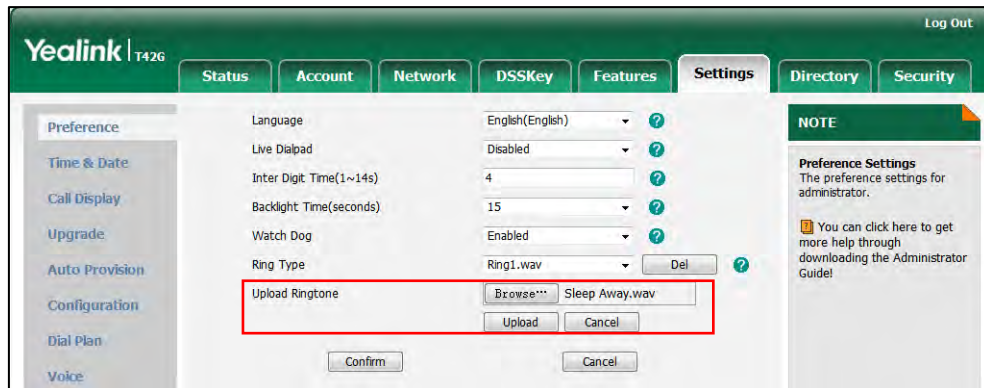 Log Out
Yealink T42G
Status Account Network DSSKey Features Settings Directory Security
Preference
Time & Date
Call Display
Upgrade
Auto Provision
Configuration
Dial Plan
Voice
Language English(English)
Live Dialpad Disabled
Inter Digit Time(1~14s) 4
Backlight Time(seconds) 15
Watch Dog Enabled
Ring Type Ring1.wav Del
Upload Ringtone Browse... Sleep Away.wav
Upload Cancel
Confirm Cancel
NOTE
Preference Settings
The preference settings for
administrator.
You can click here to get
more help through
downloading the Administrator
Guide!